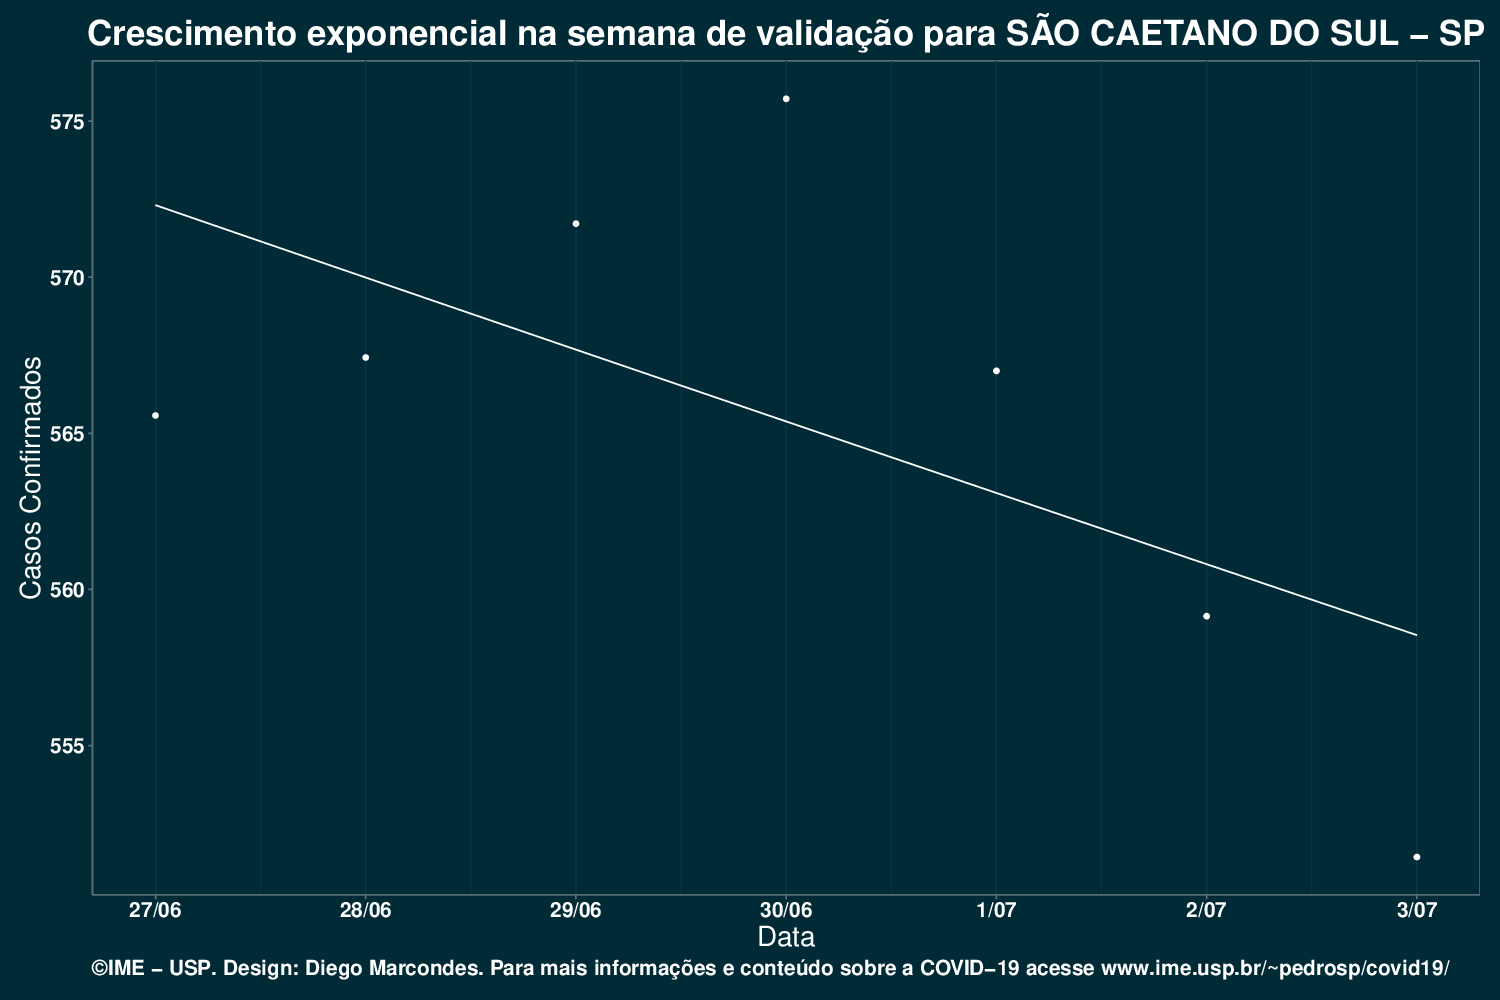 Crescimento exponencial na semana de validação para SÃO CAETANO DO SUL – SP
Casos Confirmados
575
570
565
560
555
27/06 28/06 29/06 30/06 1/07 2/07 3/07
Data
©IME – USP. Design: Diego Marcondes. Para mais informações e conteúdo sobre a COVID–19 acesse www.ime.usp.br/~pedrosp/covid19/